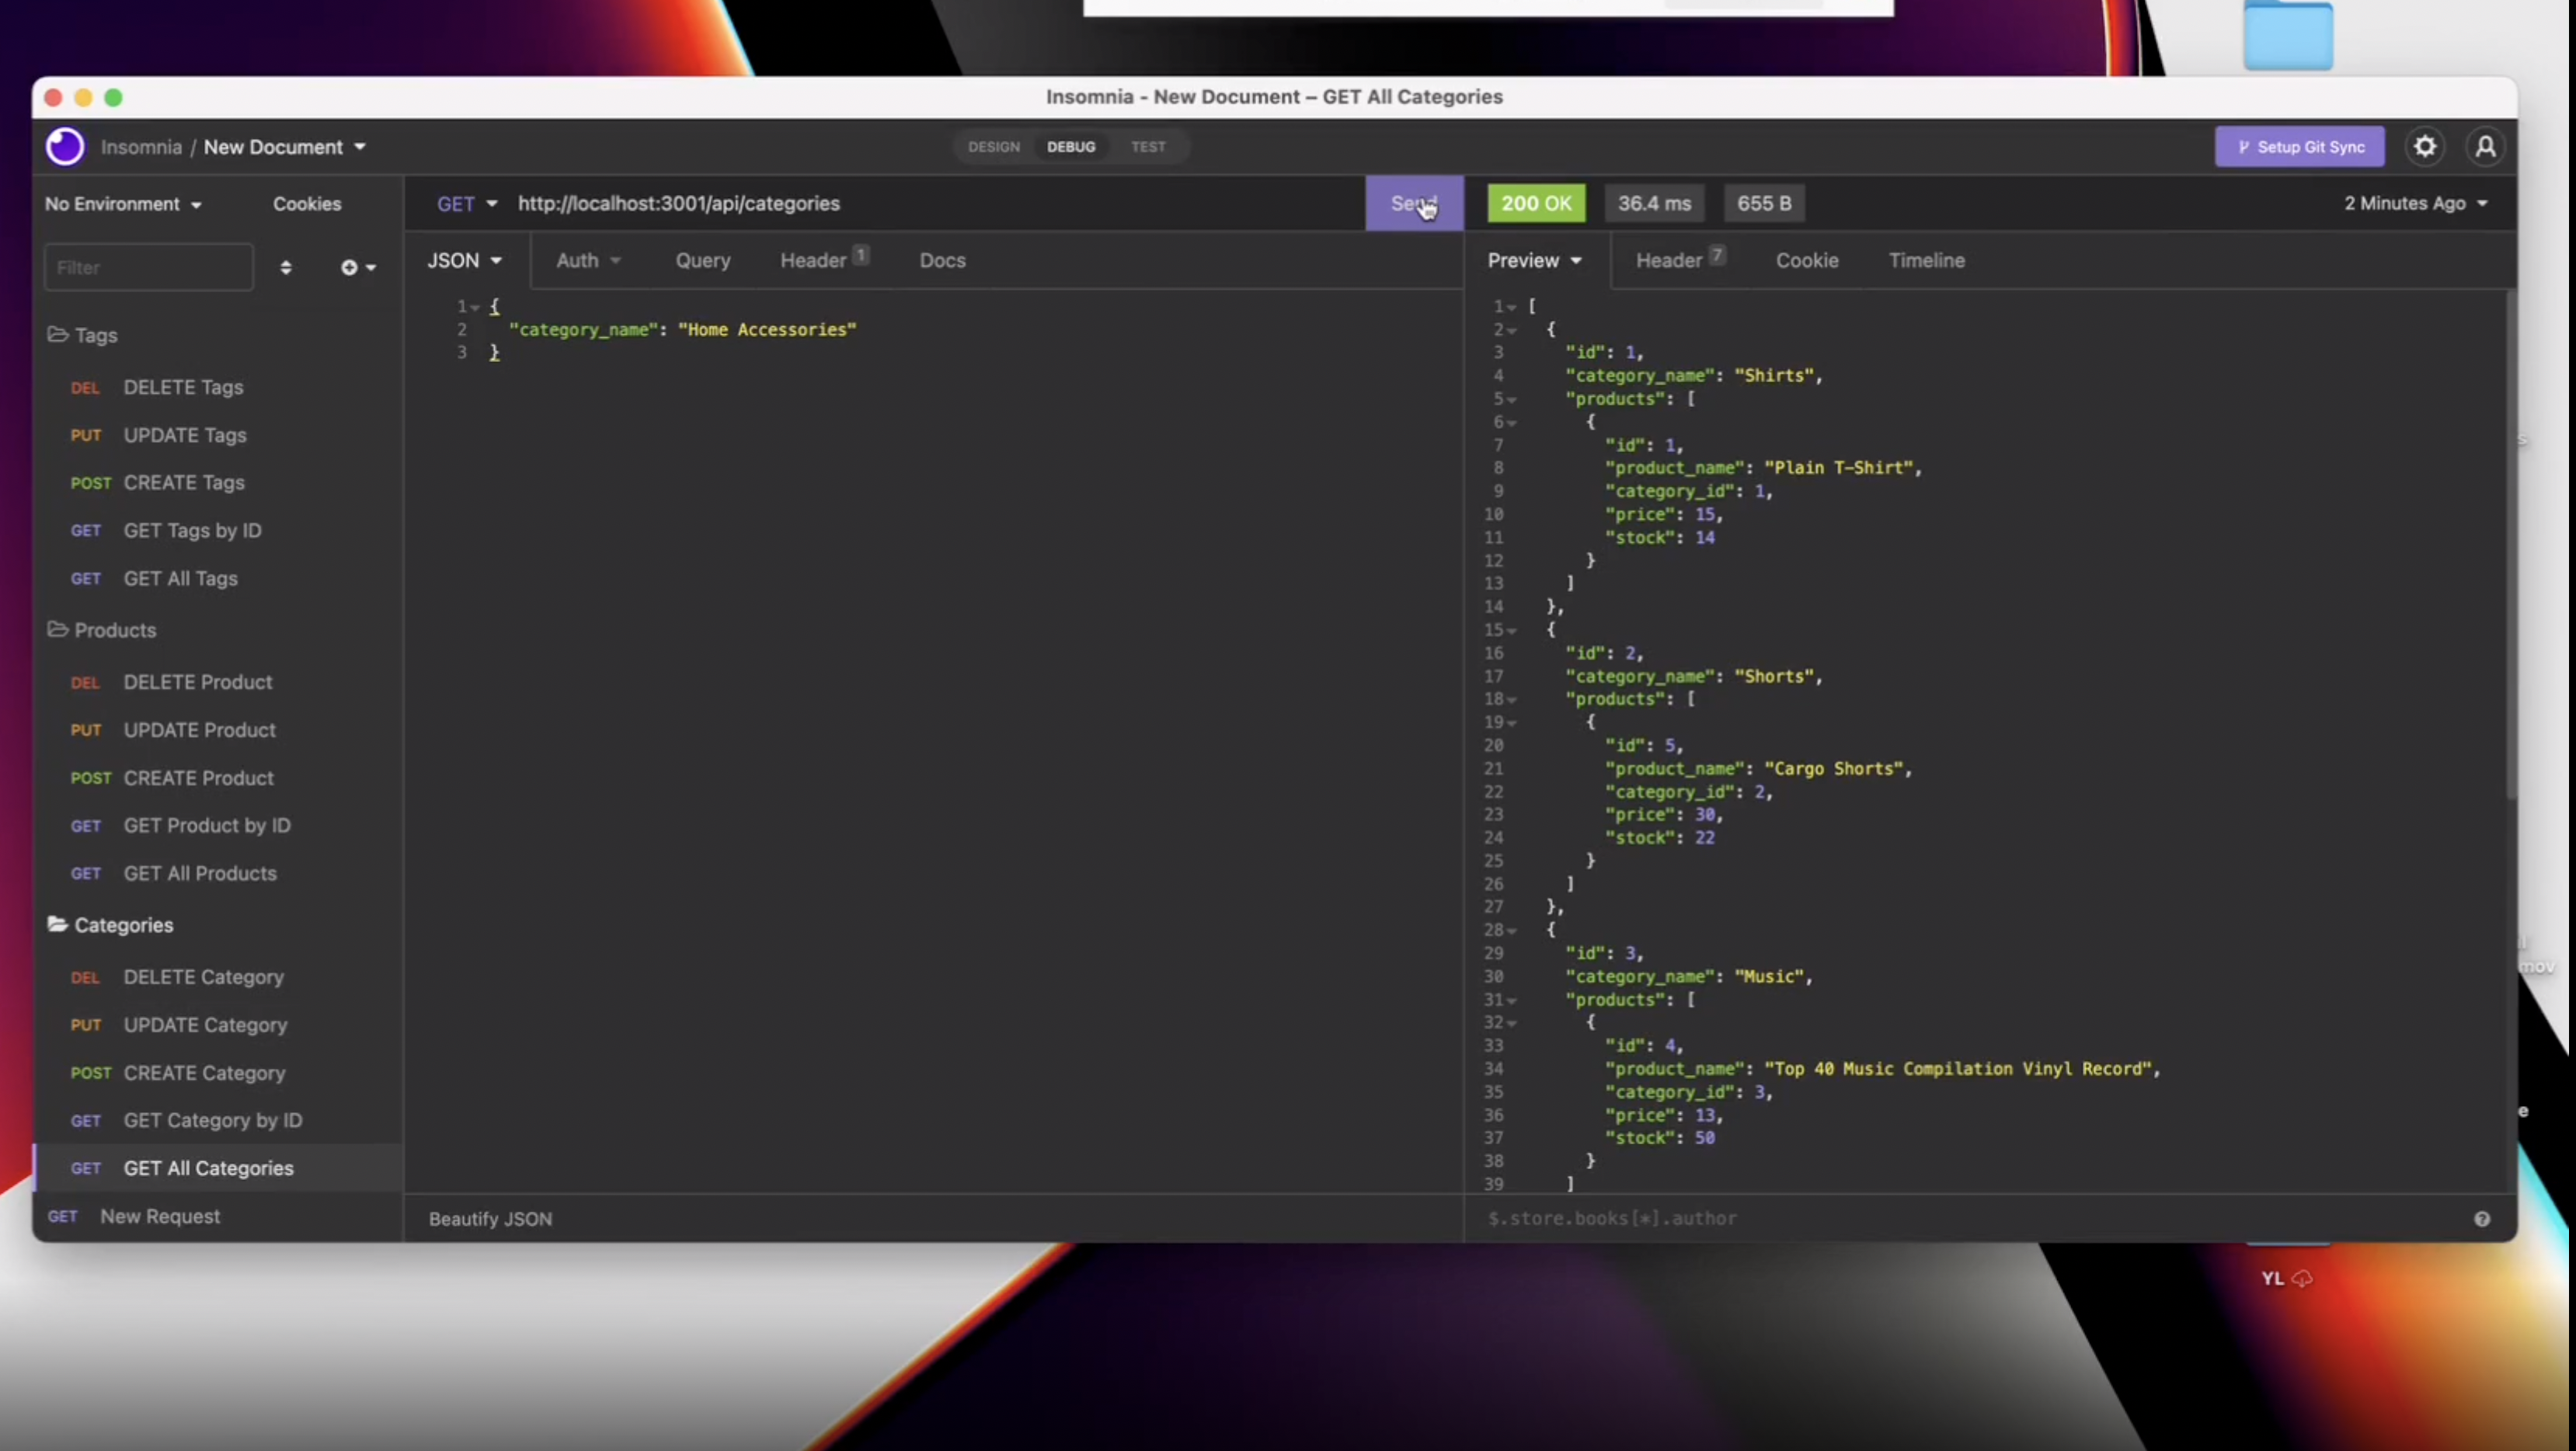 Insomnia - New Document – GET All Categories
Insomnia / New Document
DESIGN DEBUG TEST
Setup Git Sync
No Environment Cookies
GET http://localhost:3001/api/categories Send
200 OK 36.4 ms 655 B 2 Minutes Ago
Filter
JSON Auth Query Header 1 Docs
Preview Header 7 Cookie Timeline
Tags
DEL DELETE Tags
PUT UPDATE Tags
POST CREATE Tags
GET GET Tags by ID
GET GET All Tags
Products
DEL DELETE Product
PUT UPDATE Product
POST CREATE Product
GET GET Product by ID
GET GET All Products
Categories
DEL DELETE Category
PUT UPDATE Category
POST CREATE Category
GET GET Category by ID
GET GET All Categories
GET New Request
1 {
2 "category_name": "Home Accessories"
3 }
Beautify JSON
1 [
2 {
3 "id": 1,
4 "category_name": "Shirts",
5 "products": [
6 {
7 "id": 1,
8 "product_name": "Plain T-Shirt",
9 "category_id": 1,
10 "price": 15,
11 "stock": 14
12 }
13 ]
14 },
15 {
16 "id": 2,
17 "category_name": "Shorts",
18 "products": [
19 {
20 "id": 5,
21 "product_name": "Cargo Shorts",
22 "category_id": 2,
23 "price": 30,
24 "stock": 22
25 }
26 ]
27 },
28 {
29 "id": 3,
30 "category_name": "Music",
31 "products": [
32 {
33 "id": 4,
34 "product_name": "Top 40 Music Compilation Vinyl Record",
35 "category_id": 3,
36 "price": 13,
37 "stock": 50
38 }
39 ]
$.store.books[*].author
s
mov
e
YL